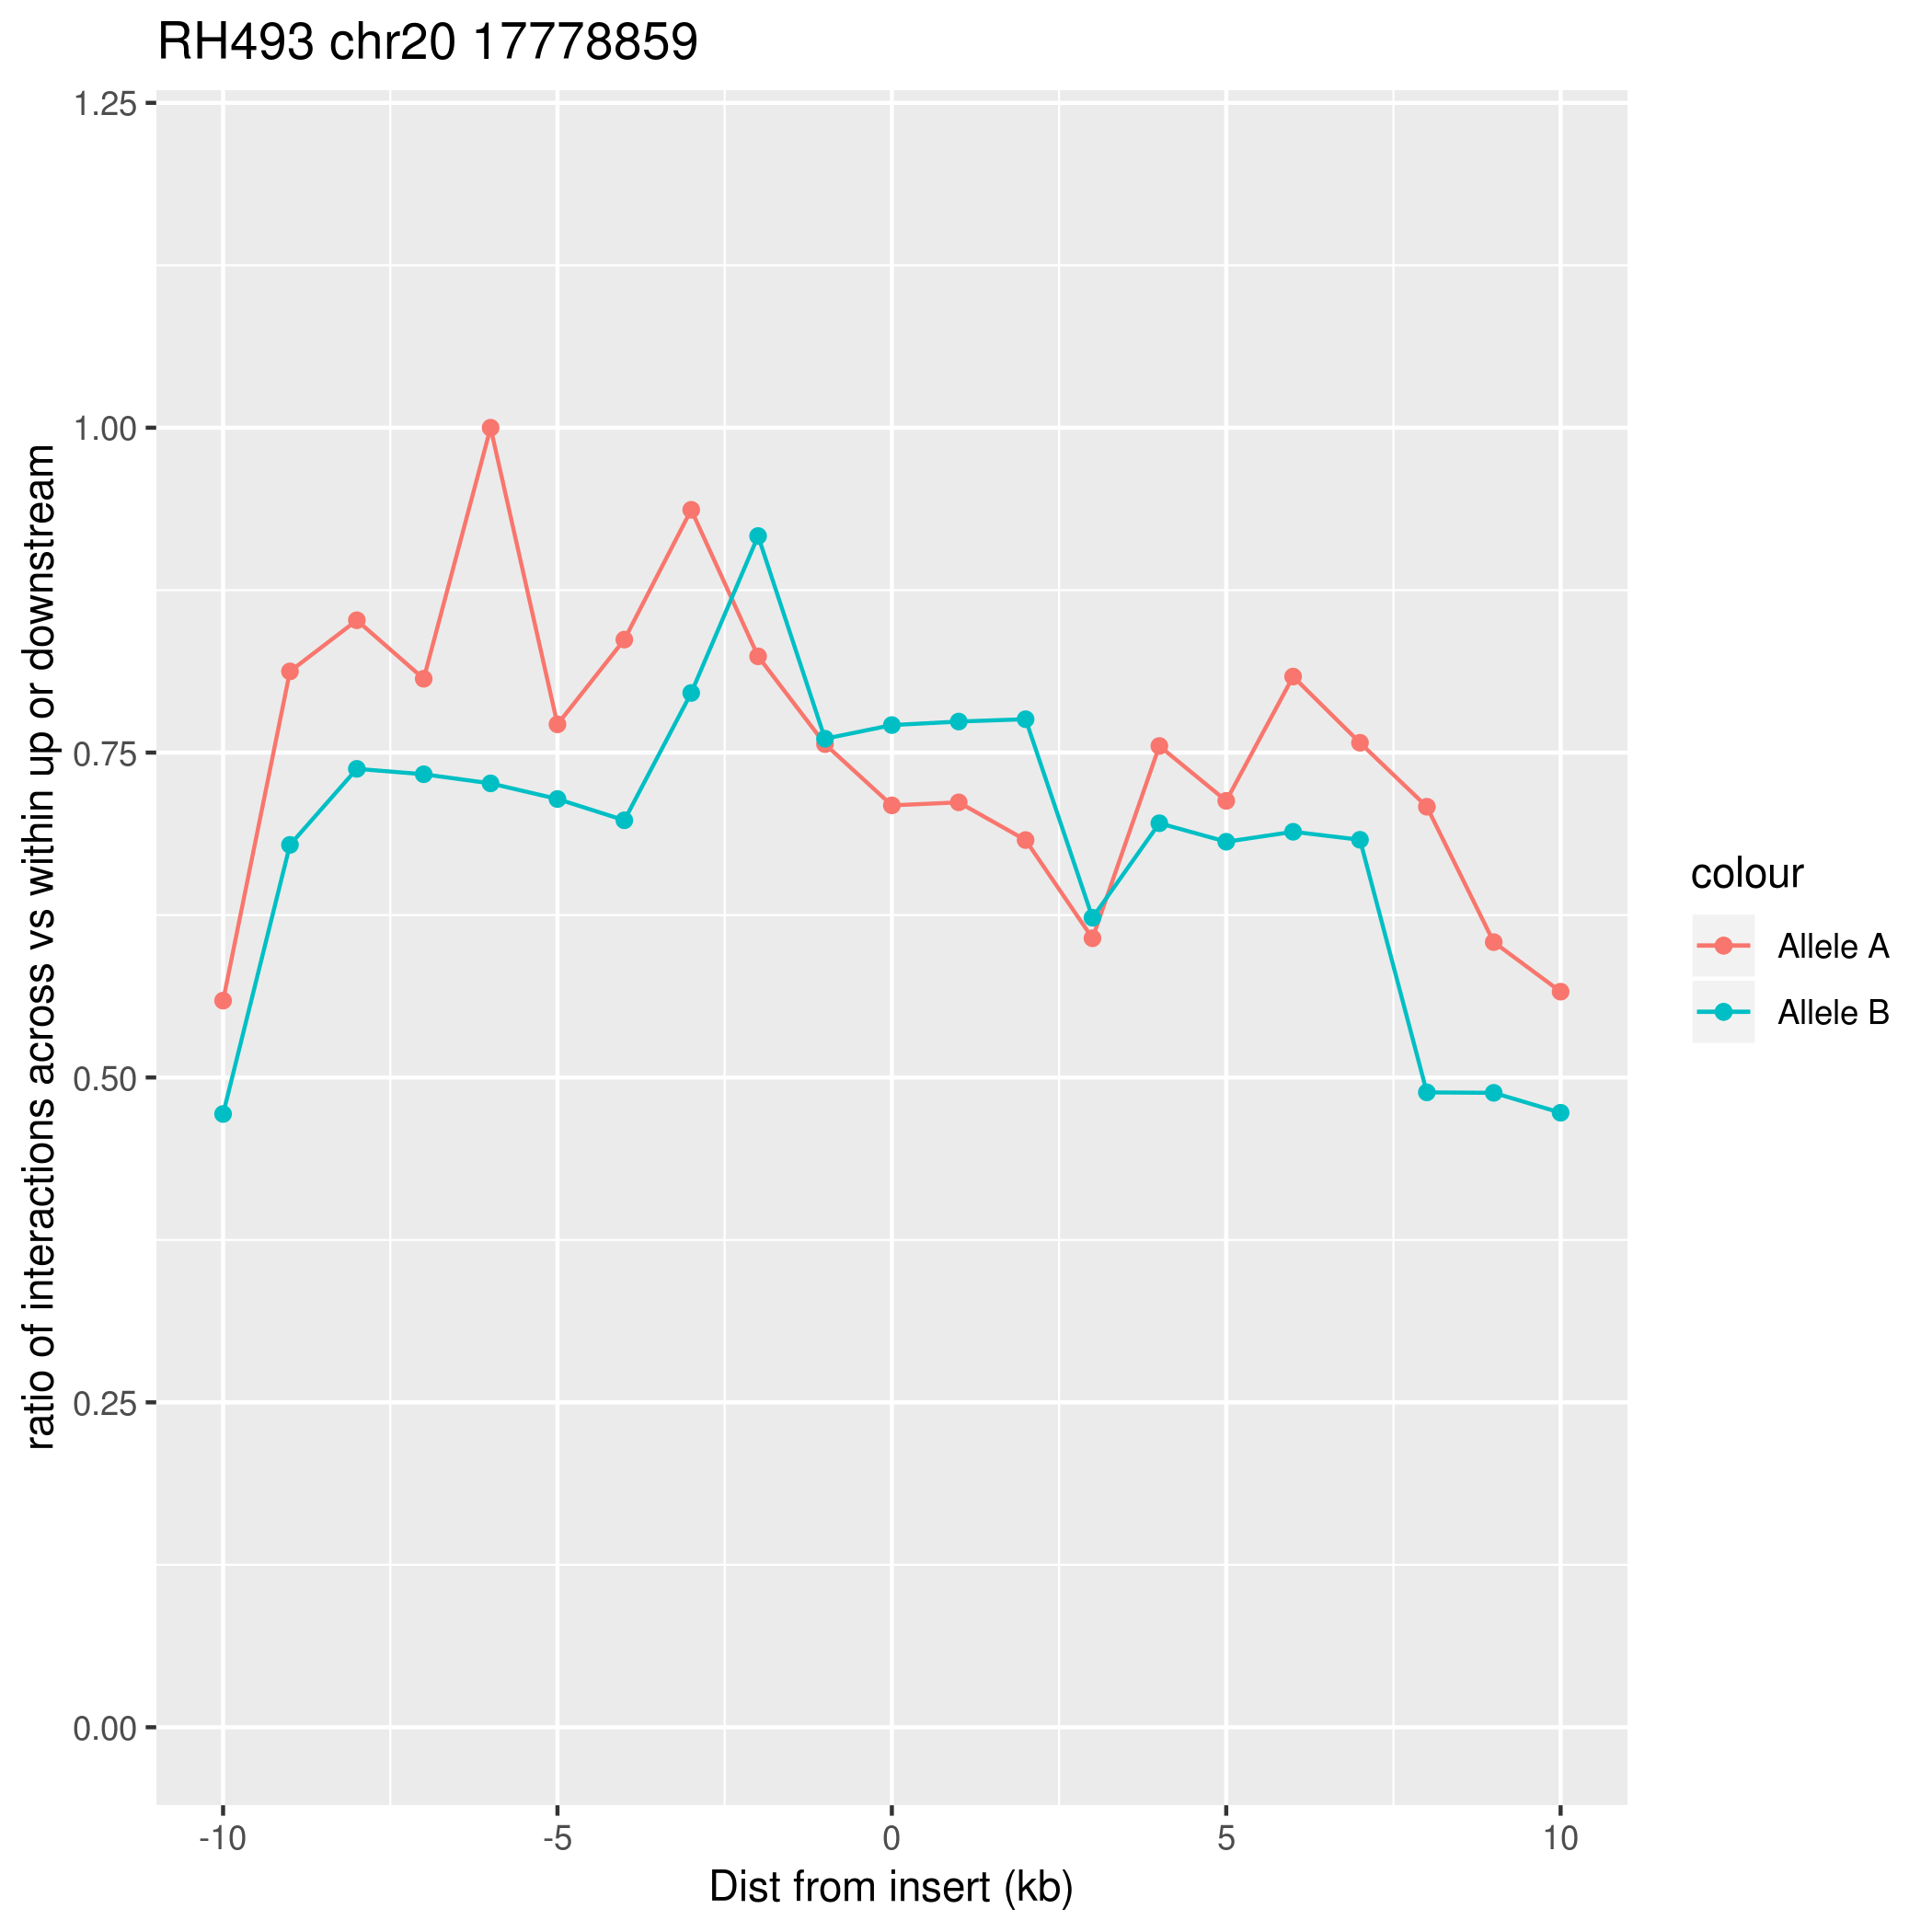 RH493 chr20 17778859
1.25
1.00
0.75
0.50
0.25
0.00
ratio of interactions across vs within up or downstream
-10
-5
0
5
10
Dist from insert (kb)
colour
Allele A
Allele B